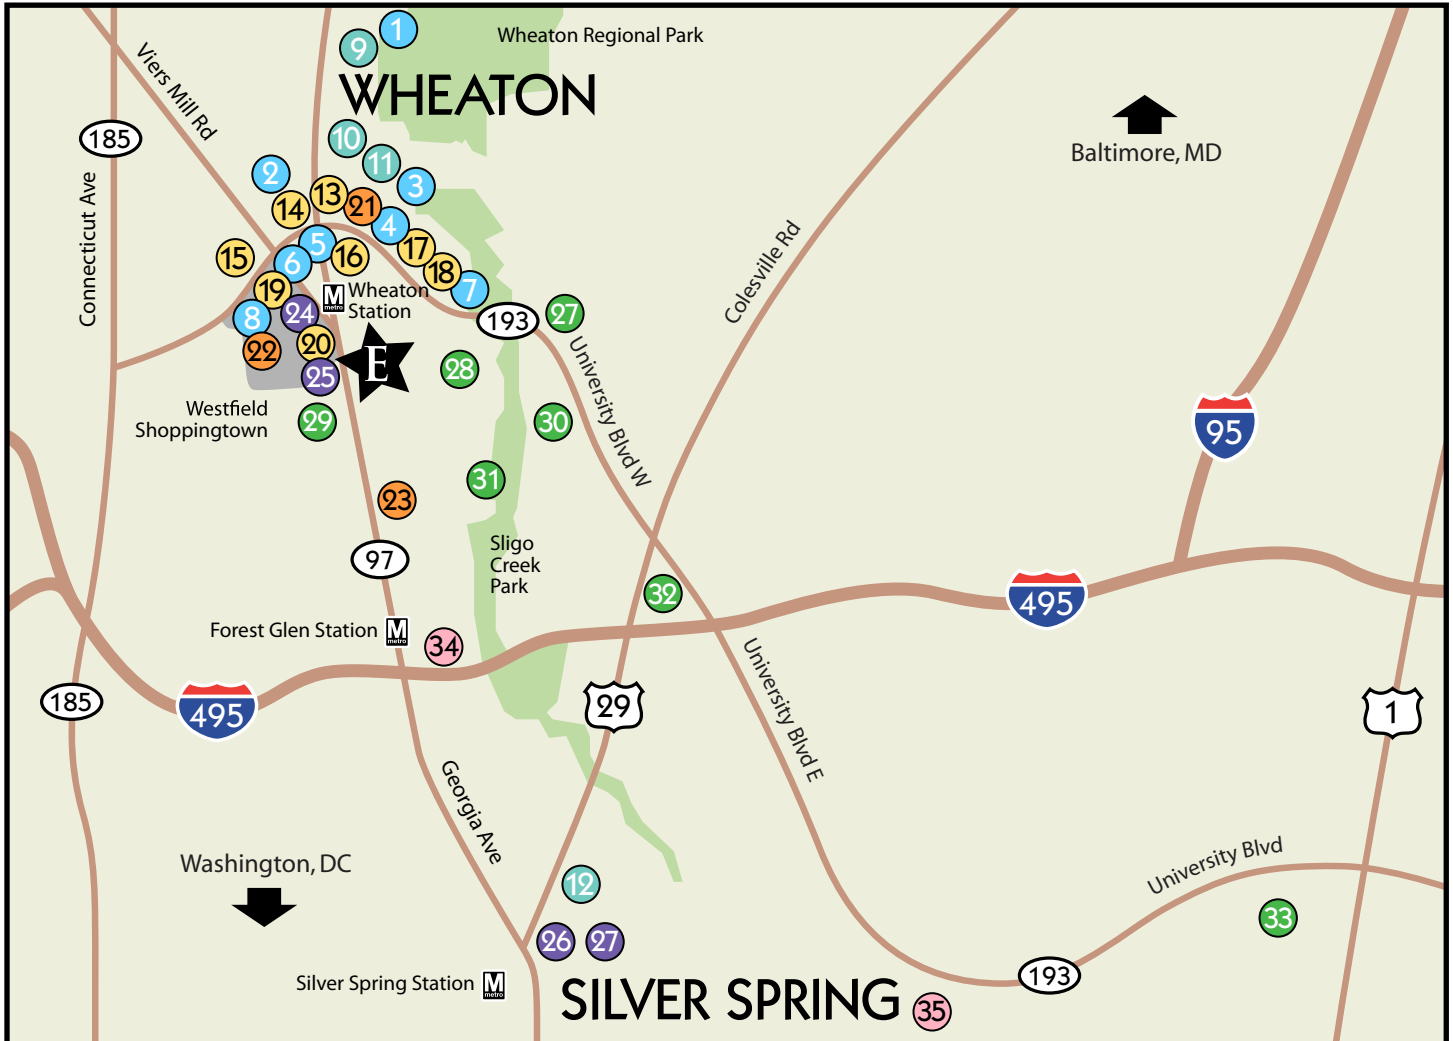 1
Wheaton Regional Park
9
WHEATON
Viers Mill Rd
185
10
Baltimore, MD
11
2
3
13
21
14
4
Connecticut Ave
5
17
15
16
6
18
Colesville Rd
19
7
Wheaton
Station
M
metro
24
8
193
27
20
22
E
28
25
University Blvd W
Westfield
Shoppingtown
29
30
95
31
23
Sligo
Creek
Park
97
32
495
Forest Glen Station
M
metro
34
185
495
29
1
University Blvd E
Georgia Ave
Washington, DC
University Blvd
12
33
26
27
193
Silver Spring Station
M
metro
SILVER SPRING
35